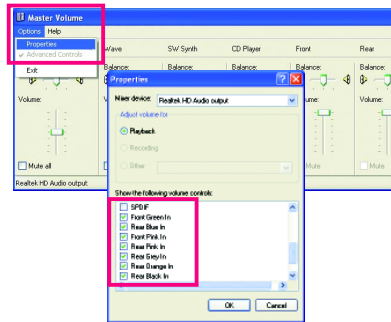 Master Volume
Options Help
Properties
Advanced Controls
Exit
Wave
SW Synth
CD Player
Front
Rear
Balance:
Balance:
Balance:
Balance:
Volume:
Mute all
Realtek HD Audio output
Properties
Mixer device: Realtek HD Audio output
Adjust volume for
Playback
Recording
Other
Show the following volume controls:
SPDIF
Front Green In
Rear Blue In
Front Pink In
Rear Pink In
Rear Grey In
Rear Orange In
Rear Black In
OK Cancel
Volume:
Mute
Mute